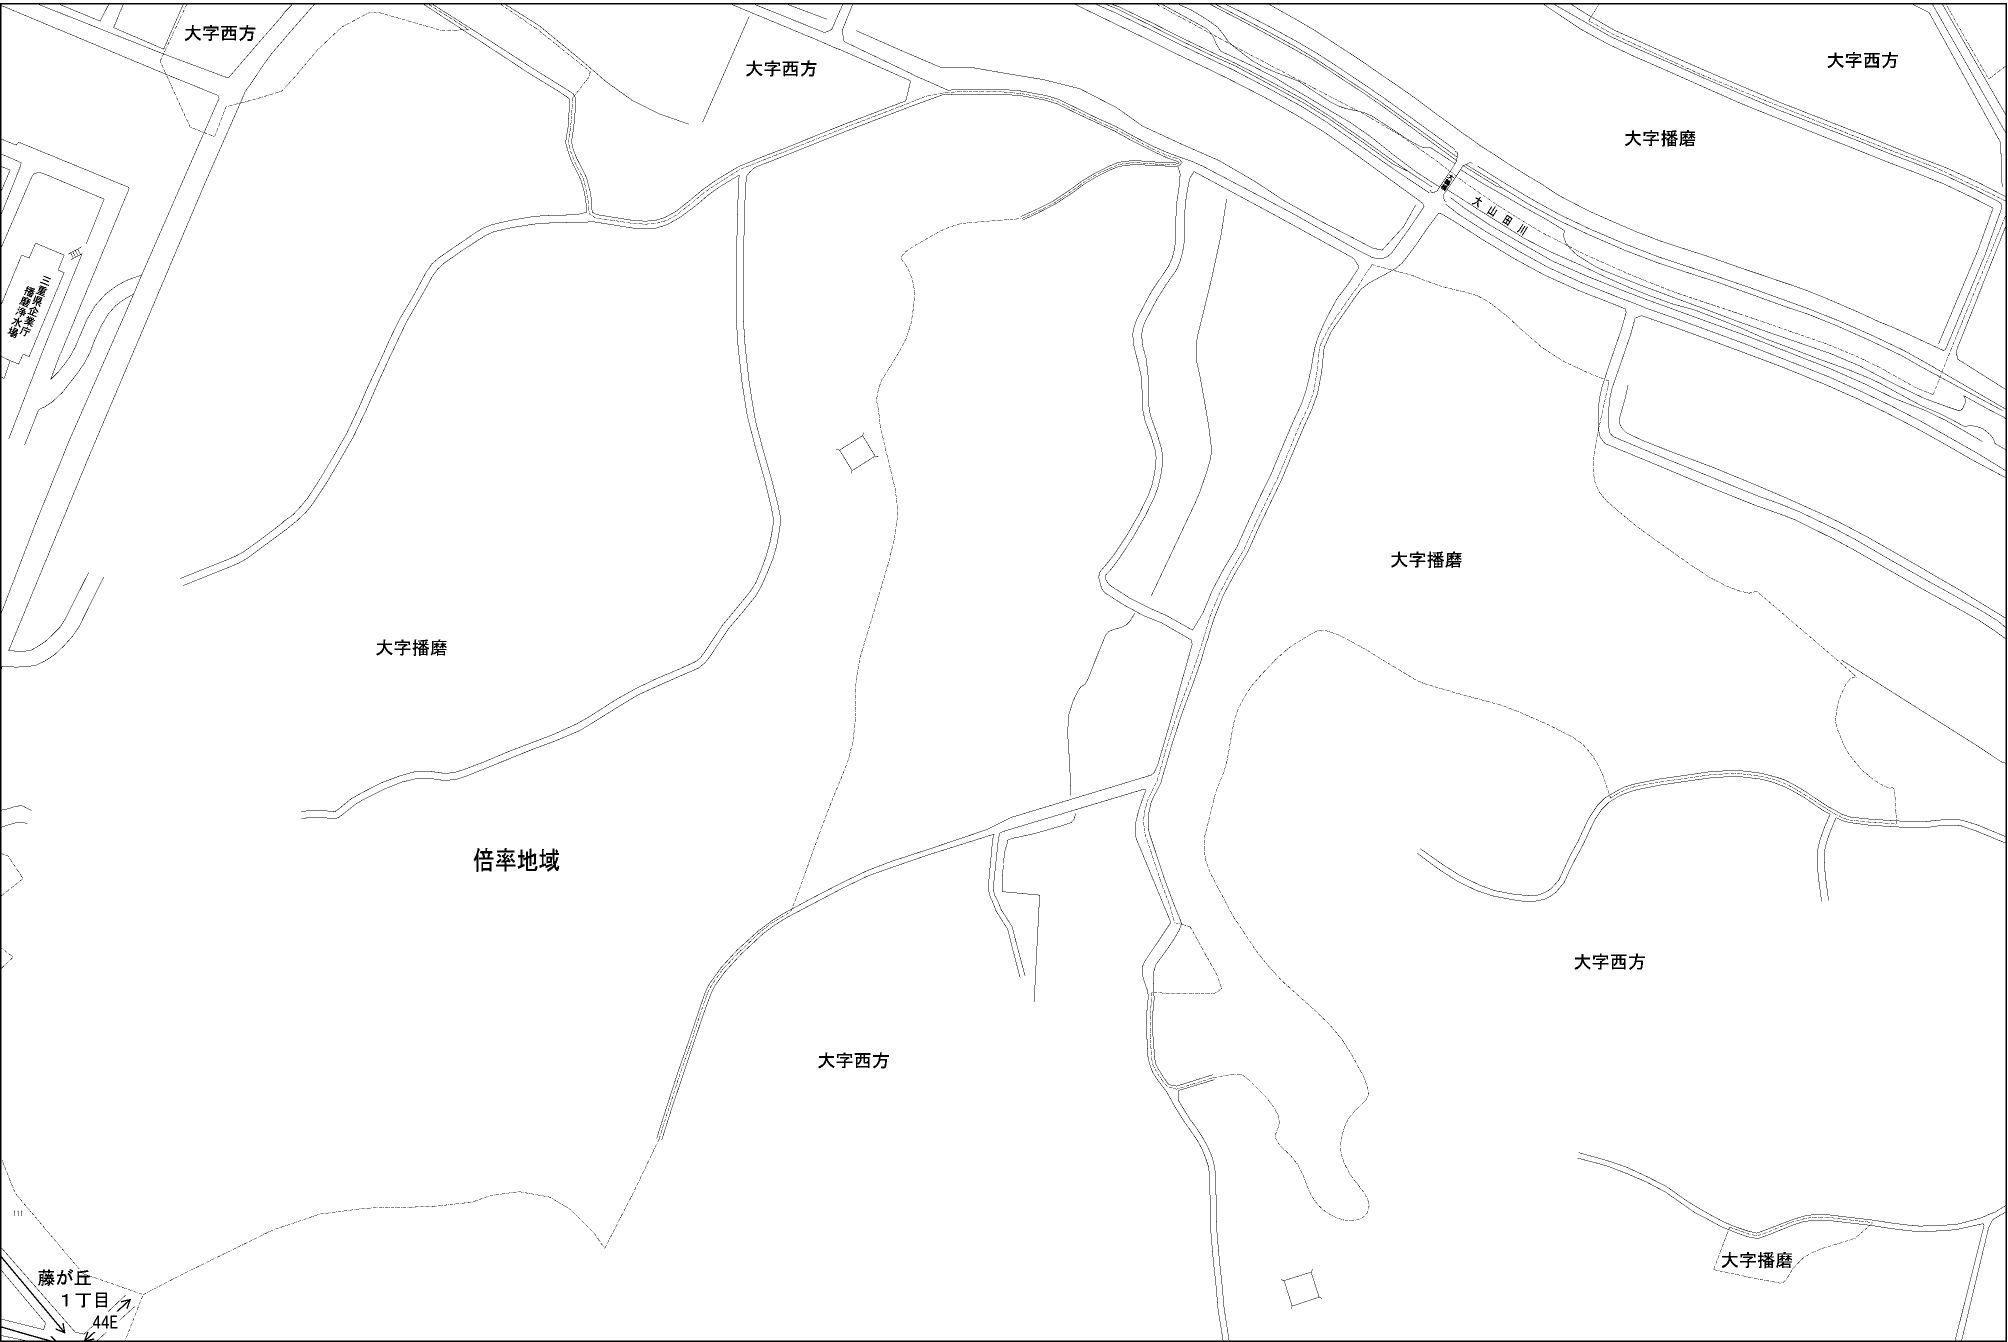 大字西方
大字西方
大字西方
大字播磨
大山田川
三重県企業庁
播磨浄水場
大字播磨
大字播磨
倍率地域
大字西方
大字西方
大字播磨
藤が丘
1丁目
44E